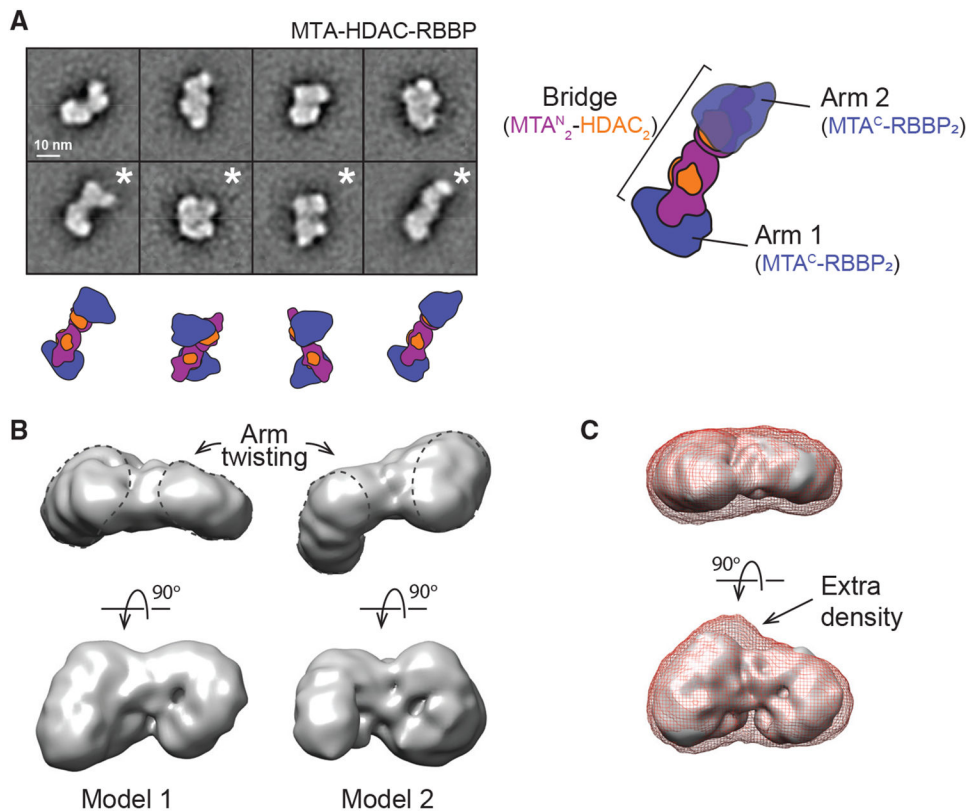 A
MTA-HDAC-RBBP
10 nm
*
*
*
*
Bridge
(MTAᴺ₂-HDAC₂)
Arm 2
(MTAᶜ-RBBP₂)
Arm 1
(MTAᶜ-RBBP₂)
B
Arm
twisting
90°
90°
Model 1
Model 2
C
90°
Extra
density